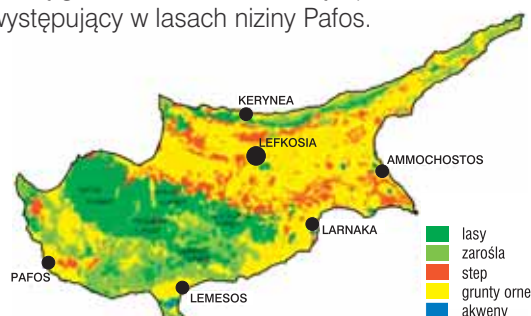 występujący w lasach niziny Pafos.
KERYNEA
LEFKOSIA
AMMOCHOSTOS
LARNAKA
PAFOS
LEMESOS
lasy
zarośla
step
grunty orne
akweny